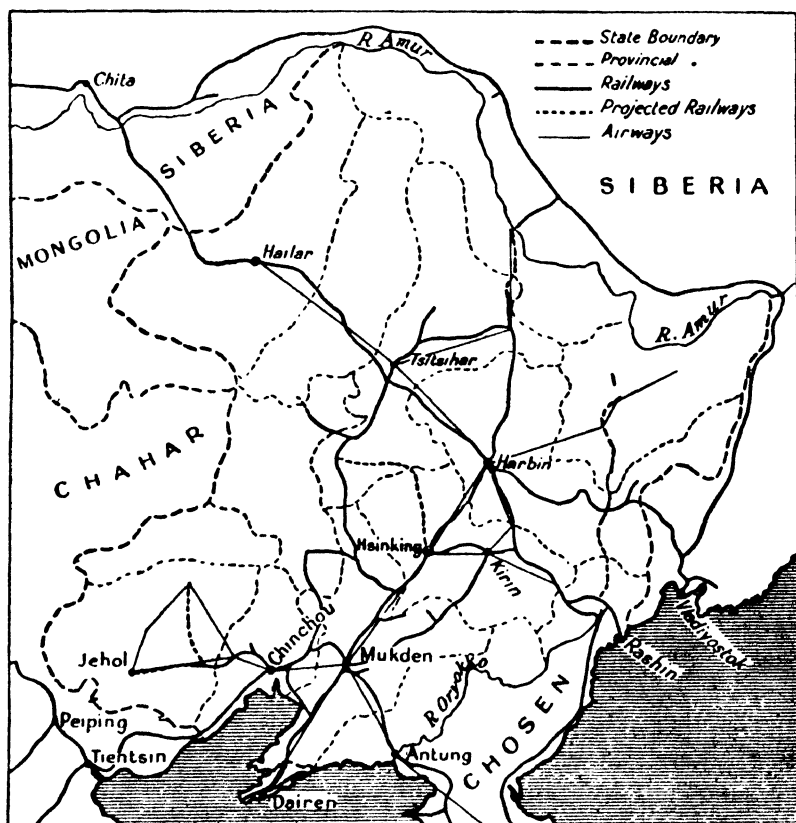 R. Amur
State Boundary
Provincial "
Railways
Projected Railways
Airways
Chita
SIBERIA
SIBERIA
MONGOLIA
Hailar
R. Amur
Tsitsihar
CHAHAR
Harbin
Hsinking
Kirin
Chinchou
Jehol
Mukden
R Oryokko
Rashin
Vladivostok
Peiping
Tientsin
CHOSEN
Antung
Dairen